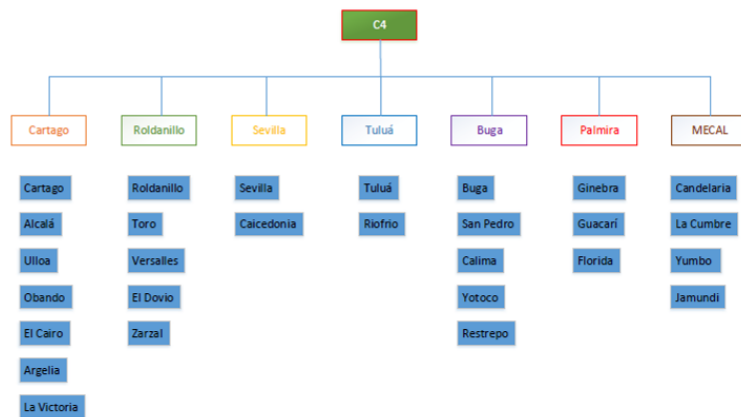 C4
Cartago
Roldanillo
Sevilla
Tuluá
Buga
Palmira
MECAL
Cartago
Alcalá
Ulloa
Obando
El Cairo
Argelia
La Victoria
Roldanillo
Toro
Versalles
El Dovio
Zarzal
Sevilla
Caicedonia
Tuluá
Riofrio
Buga
San Pedro
Calima
Yotoco
Restrepo
Ginebra
Guacarí
Florida
Candelaria
La Cumbre
Yumbo
Jamundi